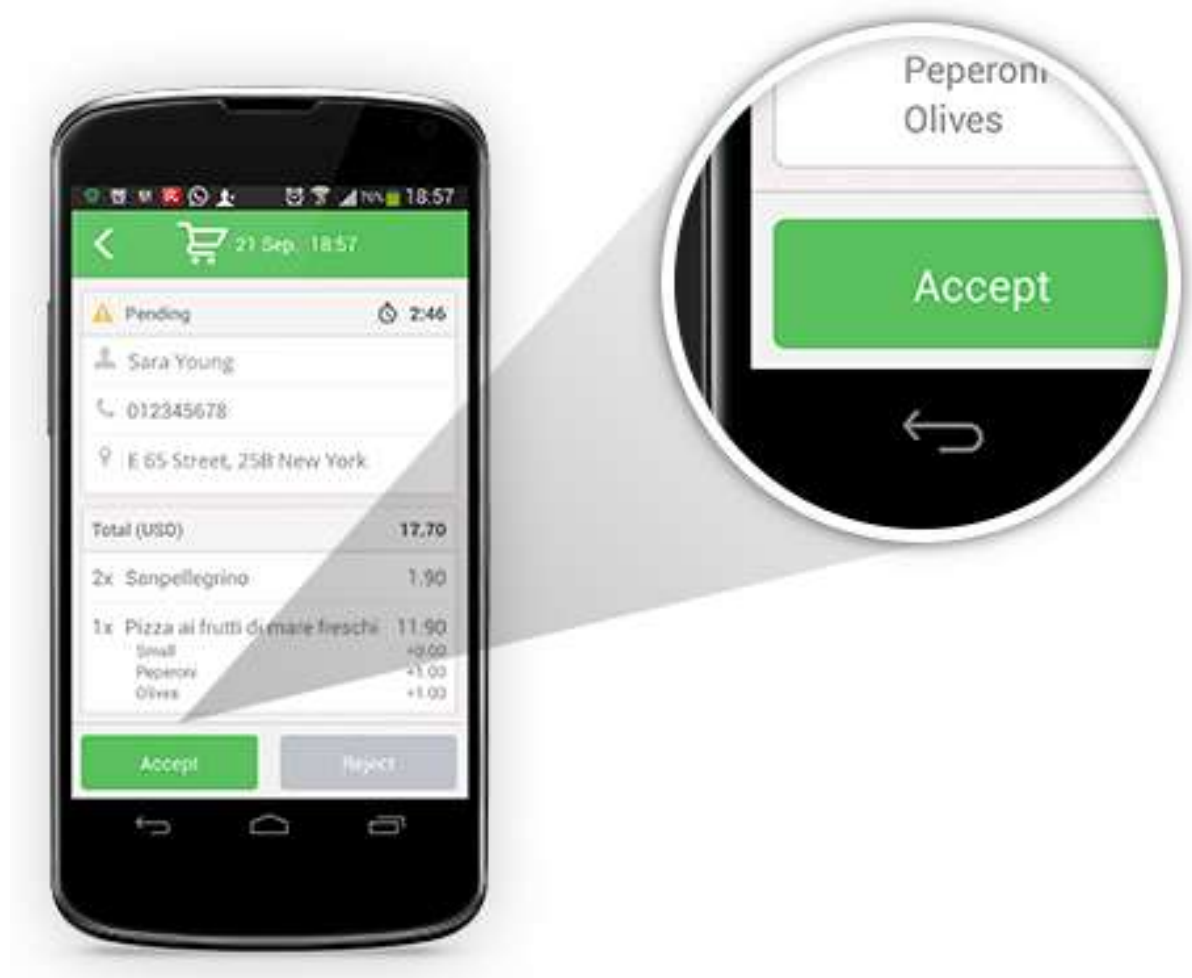 18:57
21 Sep. 18:57
Pending 2:46
Sara Young
012345678
E 65 Street, 25B New York
Total (USD) 17.70
2x Sanpellegrino 1.90
1x Pizza ai frutti di mare freschi 11.90
Small +0.00
Peperoni +1.00
Olives +1.00
Accept Reject
Peperoni
Olives
Accept